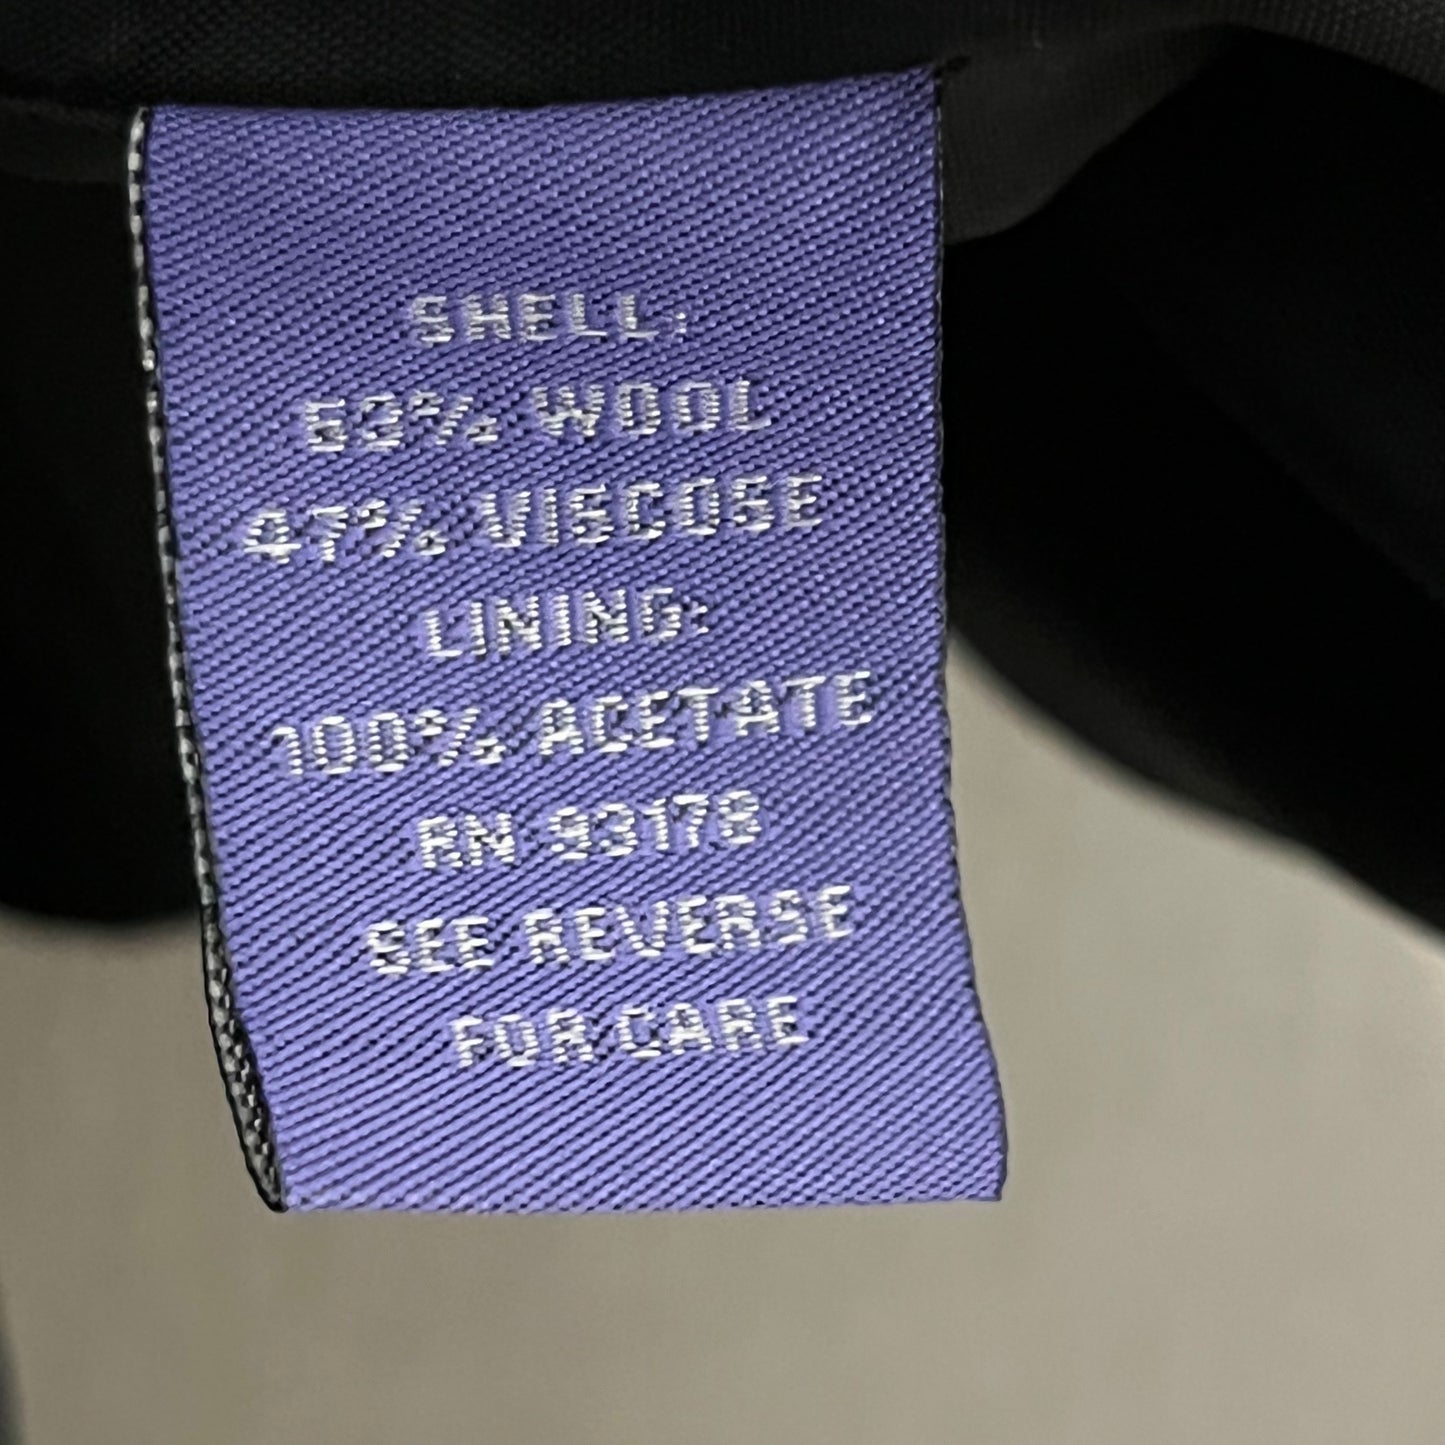 SHELL:
53% WOOL
47% VISCOSE
LINING:
100% ACETATE
RN 93178
SEE REVERSE
FOR CARE